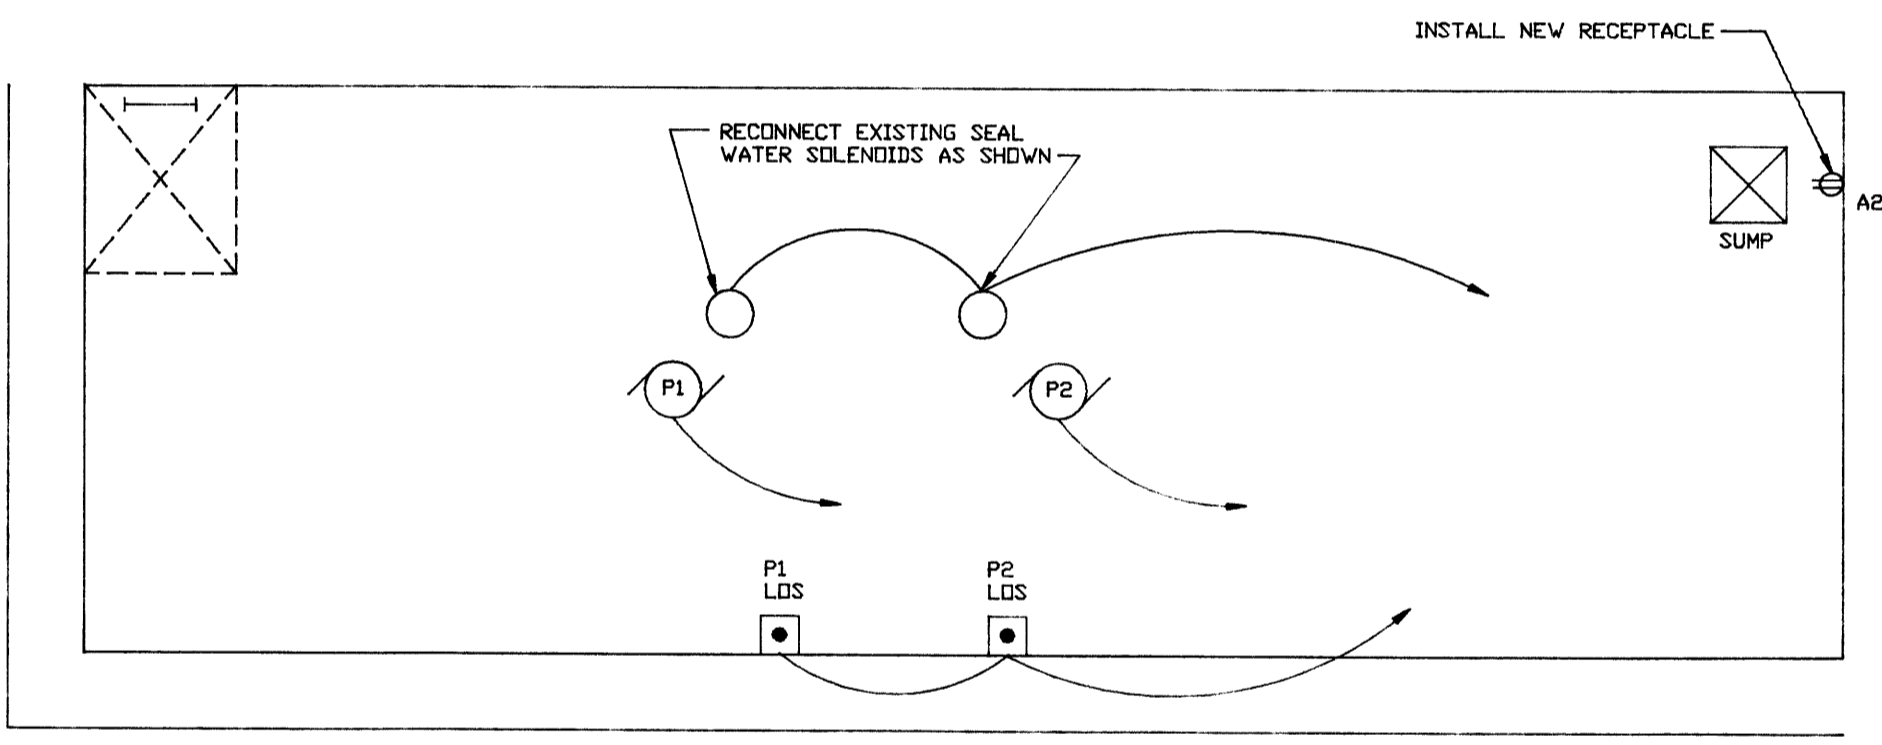 INSTALL NEW RECEPTACLE
RECONNECT EXISTING SEAL
WATER SOLENOIDS AS SHOWN
A2
SUMP
P1
P2
P1
LOS
P2
LOS